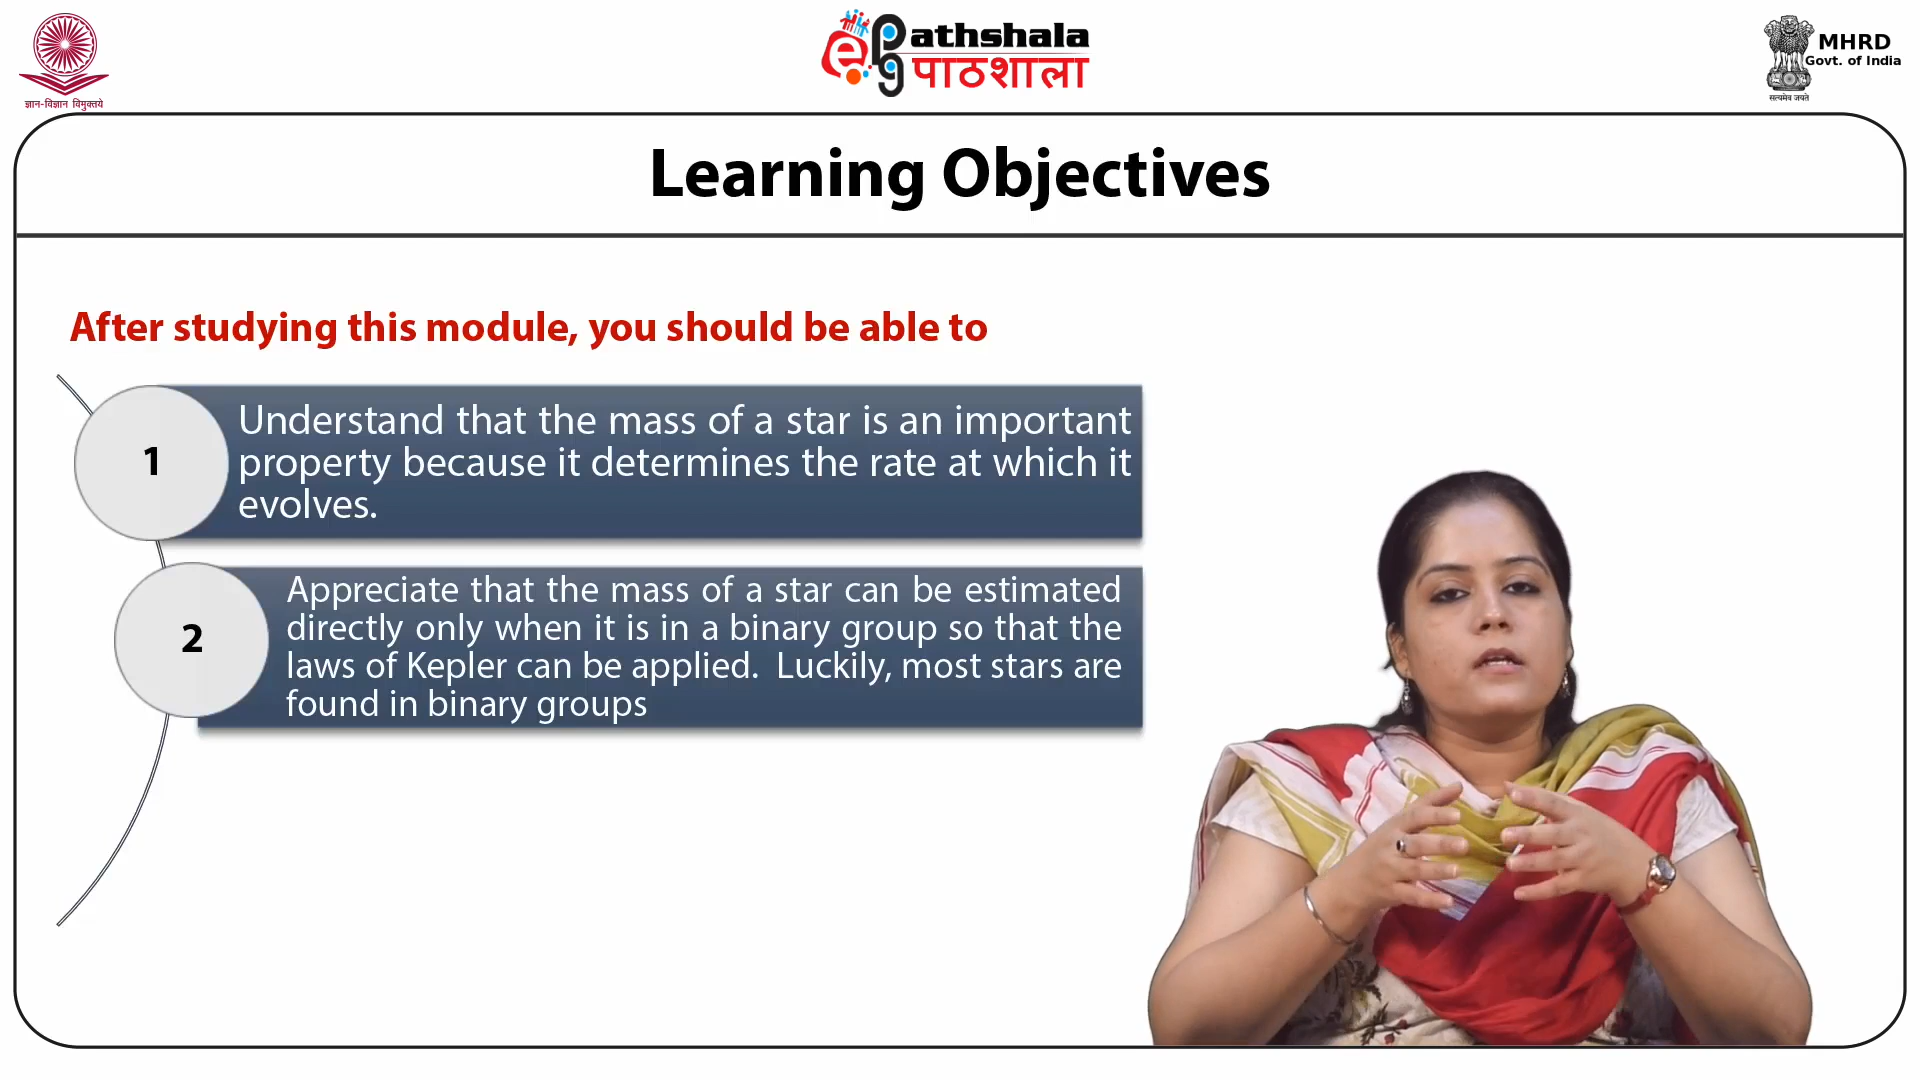 ज्ञान-विज्ञान विमुक्तये
ePathshala
पाठशाला
MHRD
Govt. of India
सत्यमेव जयते
Learning Objectives
After studying this module, you should be able to
1
Understand that the mass of a star is an important
property because it determines the rate at which it
evolves.
2
Appreciate that the mass of a star can be estimated
directly only when it is in a binary group so that the
laws of Kepler can be applied. Luckily, most stars are
found in binary groups